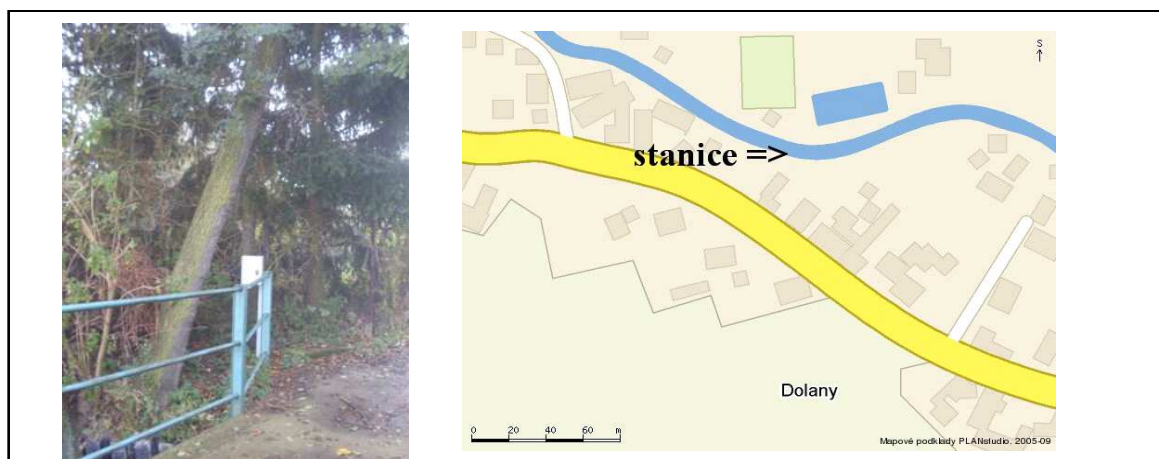 S
stanice =>
Dolany
0 20 40 60 m
Mapové podklady PLANstudio, 2005-09